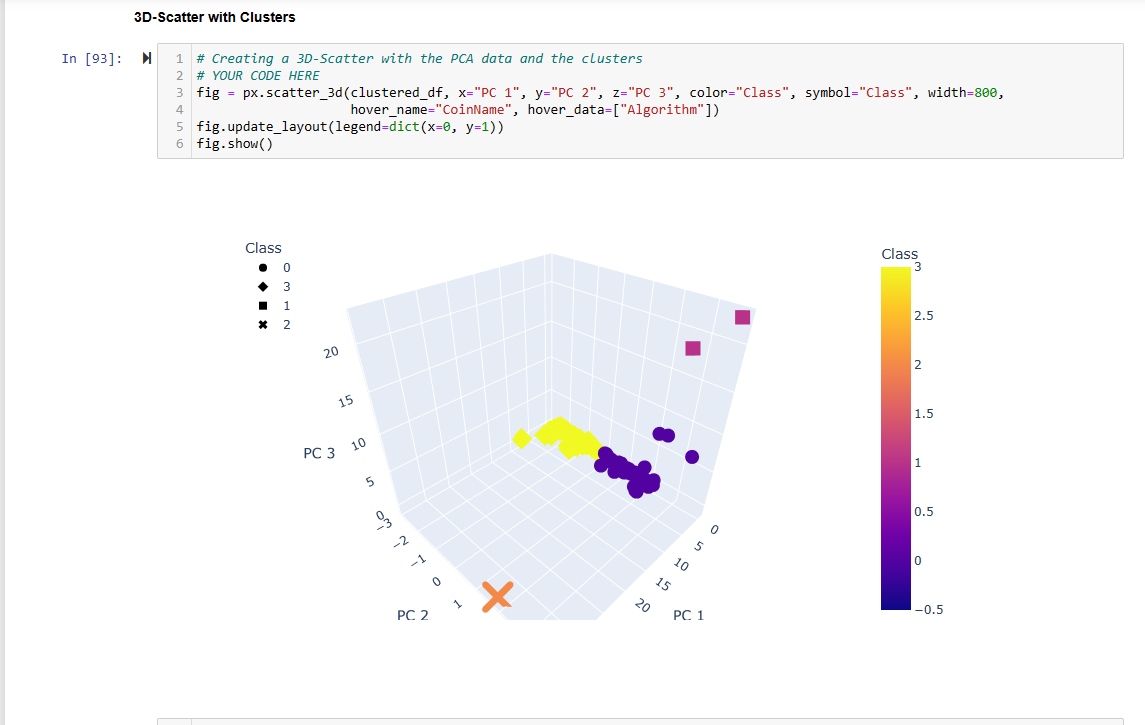 3D-Scatter with Clusters
In [93]:
1 # Creating a 3D-Scatter with the PCA data and the clusters
2 # YOUR CODE HERE
3 fig = px.scatter_3d(clustered_df, x="PC 1", y="PC 2", z="PC 3", color="Class", symbol="Class", width=800,
4 hover_name="CoinName", hover_data=["Algorithm"])
5 fig.update_layout(legend=dict(x=0, y=1))
6 fig.show()
Class
0
3
1
2
20
15
10
5
0
PC 3
−3
−2
−1
0
1
PC 2
0
5
10
15
20
PC 1
Class
3
2.5
2
1.5
1
0.5
0
−0.5